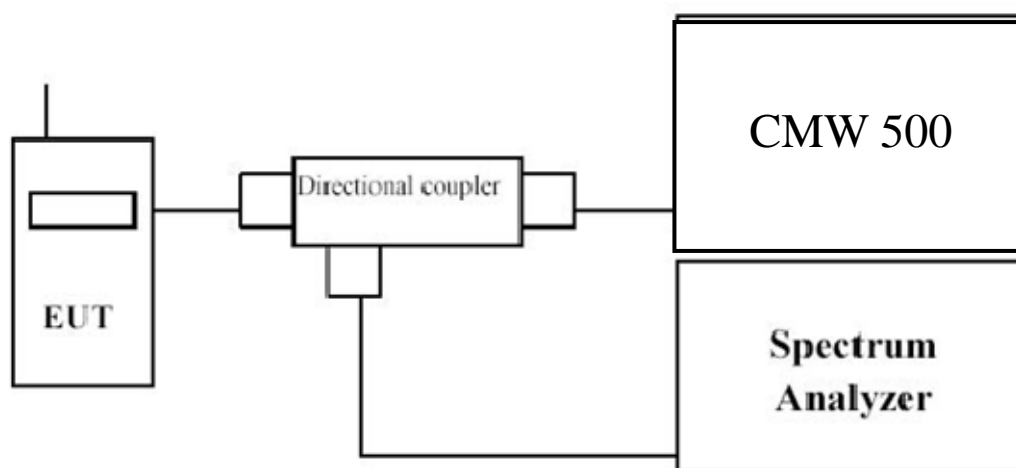 CMW 500
Directional coupler
EUT
Spectrum
Analyzer